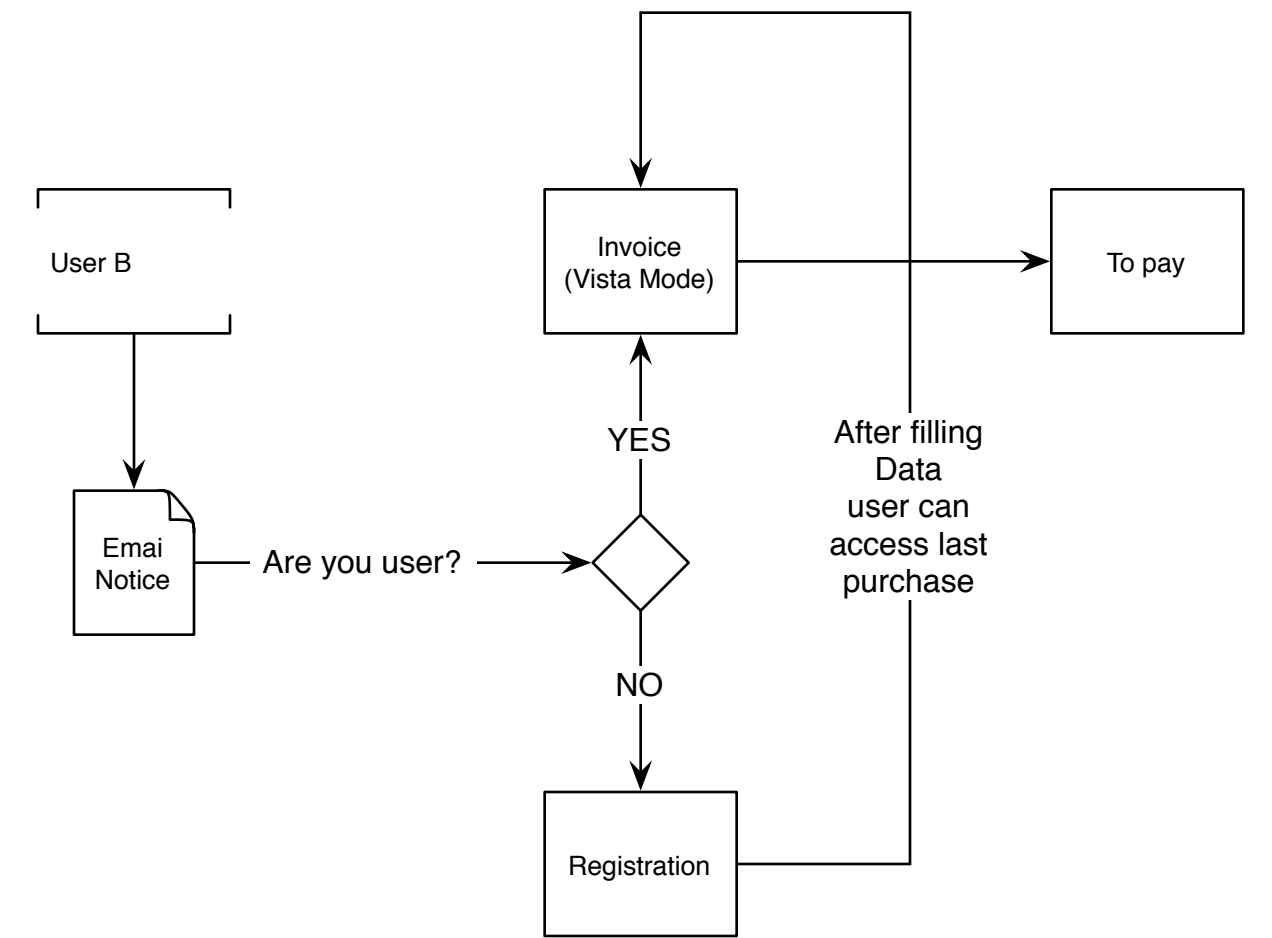 User B
Invoice
(Vista Mode)
To pay
YES
After filling
Data
user can
access last
purchase
Emai
Notice
Are you user?
NO
Registration